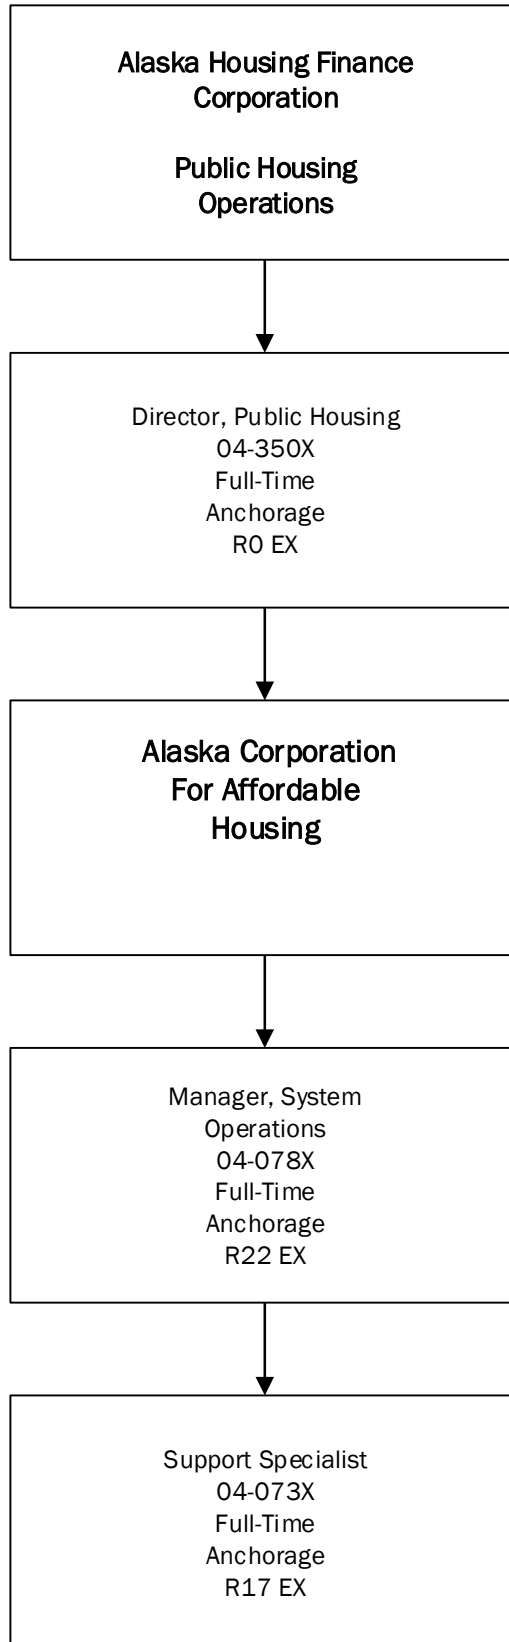 Alaska Housing Finance
Corporation
Public Housing
Operations
Director, Public Housing
04-350X
Full-Time
Anchorage
R0 EX
Alaska Corporation
For Affordable
Housing
Manager, System
Operations
04-078X
Full-Time
Anchorage
R22 EX
Support Specialist
04-073X
Full-Time
Anchorage
R17 EX